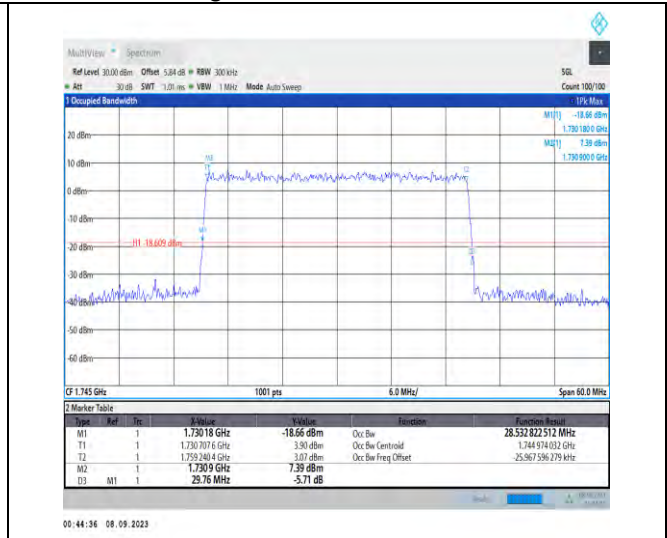 MultiView Spectrum
Ref Level 30.00 dBm Offset 5.84 dB RBW 300 kHz SGL
Att 30 dB SWT 1.01 ms VBW 1 MHz Mode Auto Sweep Count 100/100
1 Occupied Bandwidth 1Pk Max
M1[1] -18.66 dBm
1.730 180 0 GHz
7.39 dBm
1.730 900 0 GHz
20 dBm
10 dBm
0 dBm
-10 dBm
H1 -18.609 dBm
-20 dBm
-30 dBm
-40 dBm
-50 dBm
-60 dBm
M2
T1
T2
M1
D3
CF 1.745 GHz 1001 pts 6.0 MHz/ Span 60.0 MHz
2 Marker Table
Type Ref Trc X-Value Y-Value Function Function Result
M1 1 1.73018 GHz -18.66 dBm Occ Bw 28.532 822 512 MHz
T1 1 1.730 707 6 GHz 3.90 dBm Occ Bw Centroid 1.744 974 032 GHz
T2 1 1.759 240 4 GHz 3.07 dBm Occ Bw Freq Offset -25.967 596 279 kHz
M2 1 1.7309 GHz 7.39 dBm
D3 M1 1 29.76 MHz -5.71 dB
00:44:36 08.09.2023